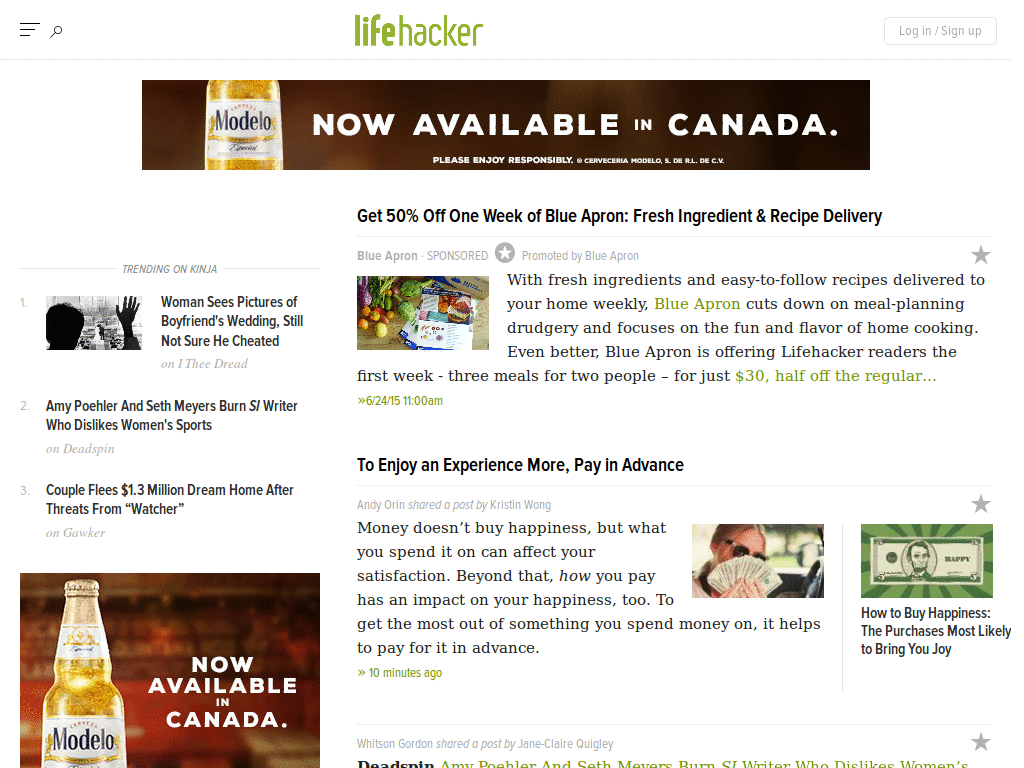 lifehacker
Log in / Sign up
Modelo
Especial
NOW AVAILABLE IN CANADA.
PLEASE ENJOY RESPONSIBLY. © CERVECERIA MODELO, S. DE R.L. DE C.V.
TRENDING ON KINJA
1.
Woman Sees Pictures of
Boyfriend's Wedding, Still
Not Sure He Cheated
on I Thee Dread
2.
Amy Poehler And Seth Meyers Burn SI Writer
Who Dislikes Women's Sports
on Deadspin
3.
Couple Flees $1.3 Million Dream Home After
Threats From “Watcher”
on Gawker
NOW
AVAILABLE
IN
CANADA.
CERVEZA
Modelo
Get 50% Off One Week of Blue Apron: Fresh Ingredient & Recipe Delivery
Blue Apron · SPONSORED Promoted by Blue Apron
With fresh ingredients and easy-to-follow recipes delivered to
your home weekly, Blue Apron cuts down on meal-planning
drudgery and focuses on the fun and flavor of home cooking.
Even better, Blue Apron is offering Lifehacker readers the
first week - three meals for two people – for just $30, half off the regular...
»6/24/15 11:00am
To Enjoy an Experience More, Pay in Advance
Andy Orin shared a post by Kristin Wong
Money doesn’t buy happiness, but what
you spend it on can affect your
satisfaction. Beyond that, how you pay
has an impact on your happiness, too. To
get the most out of something you spend money on, it helps
to pay for it in advance.
» 10 minutes ago
HAPPY
How to Buy Happiness:
The Purchases Most Likely
to Bring You Joy
Whitson Gordon shared a post by Jane-Claire Quigley
Deadspin Amy Poehler And Seth Meyers Burn SI Writer Who Dislikes Women’s